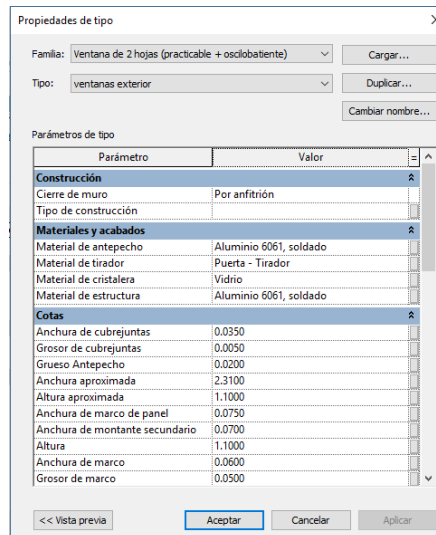 Propiedades de tipo
Familia: Ventana de 2 hojas (practicable + oscilobatiente) Cargar...
Tipo: ventanas exterior Duplicar...
Cambiar nombre...
Parámetros de tipo
Parámetro Valor =
Construcción
Cierre de muro Por anfitrión
Tipo de construcción
Materiales y acabados
Material de antepecho Aluminio 6061, soldado
Material de tirador Puerta - Tirador
Material de cristalera Vidrio
Material de estructura Aluminio 6061, soldado
Cotas
Anchura de cubrejuntas 0.0350
Grosor de cubrejuntas 0.0050
Grueso Antepecho 0.0200
Anchura aproximada 2.3100
Altura aproximada 1.1000
Anchura de marco de panel 0.0750
Anchura de montante secundario 0.0700
Altura 1.1000
Anchura de marco 0.0600
Grosor de marco 0.0500
<< Vista previa Aceptar Cancelar Aplicar